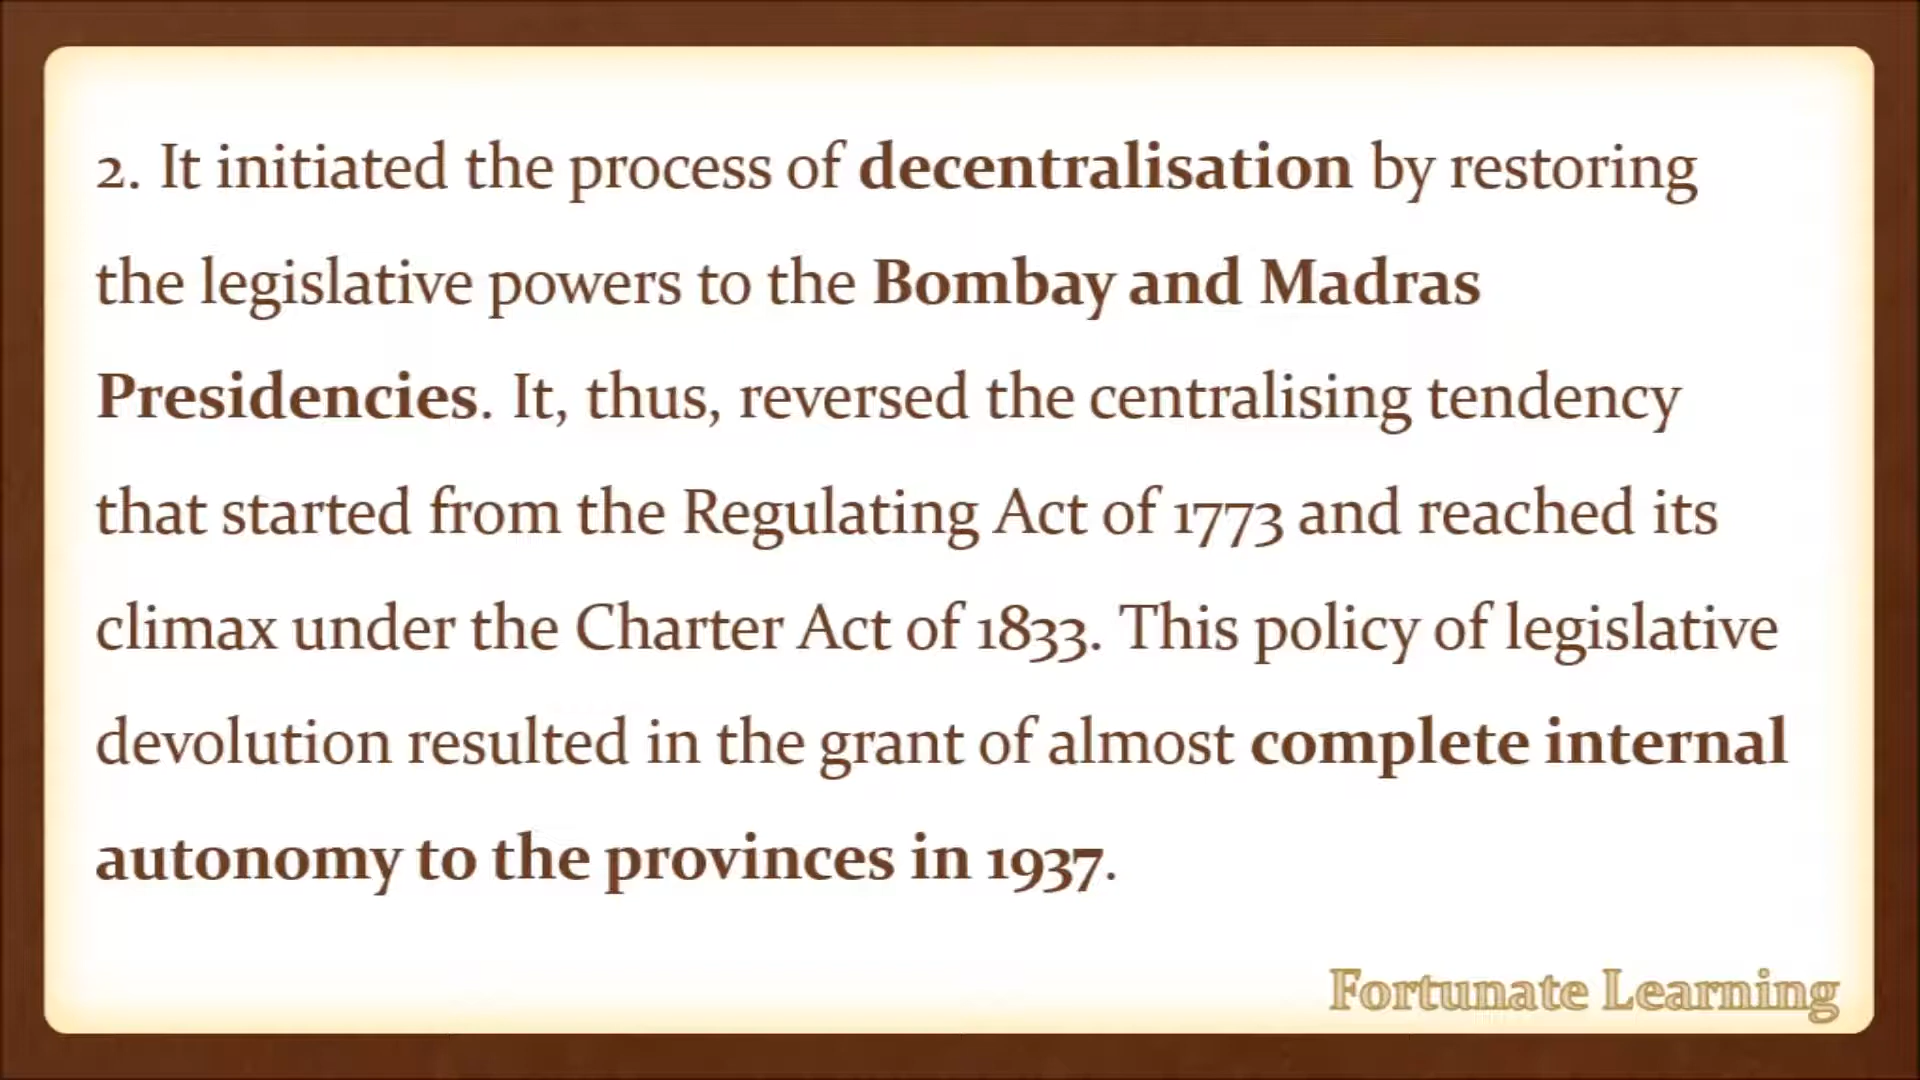 2. It initiated the process of decentralisation by restoring
the legislative powers to the Bombay and Madras
Presidencies. It, thus, reversed the centralising tendency
that started from the Regulating Act of 1773 and reached its
climax under the Charter Act of 1833. This policy of legislative
devolution resulted in the grant of almost complete internal
autonomy to the provinces in 1937.
Fortunate Learning